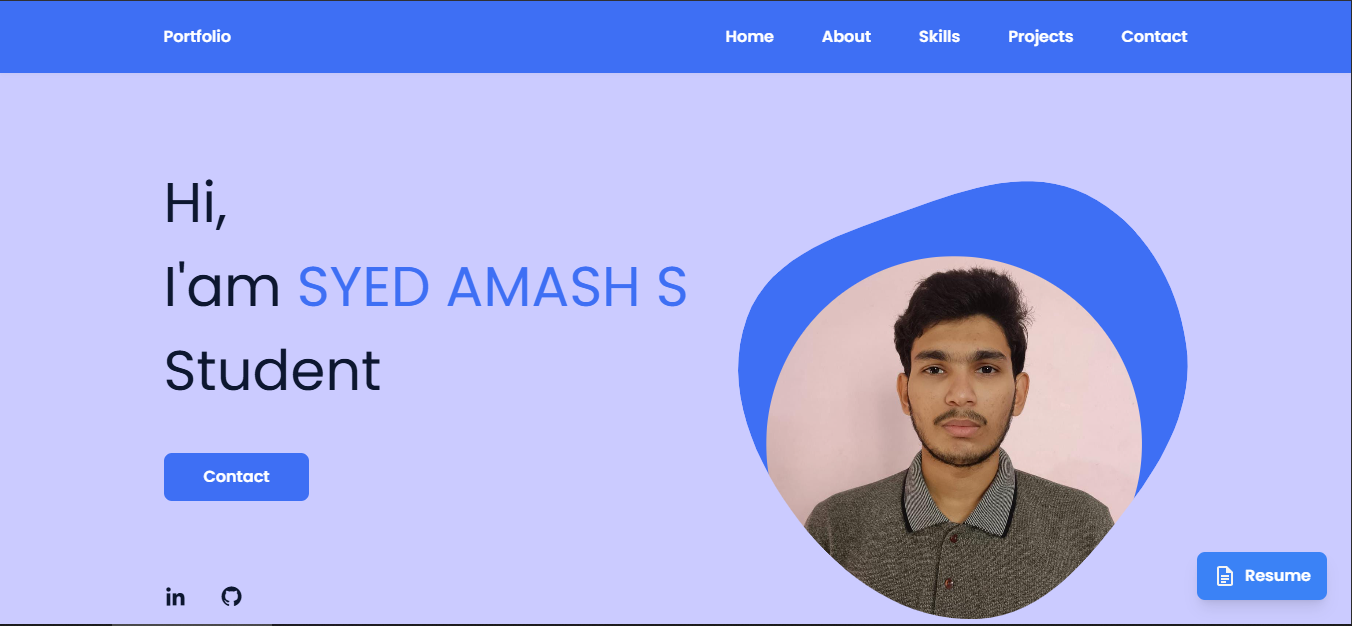 Portfolio
Home About Skills Projects Contact
Hi,
I'am SYED AMASH S
Student
Contact
in
Resume